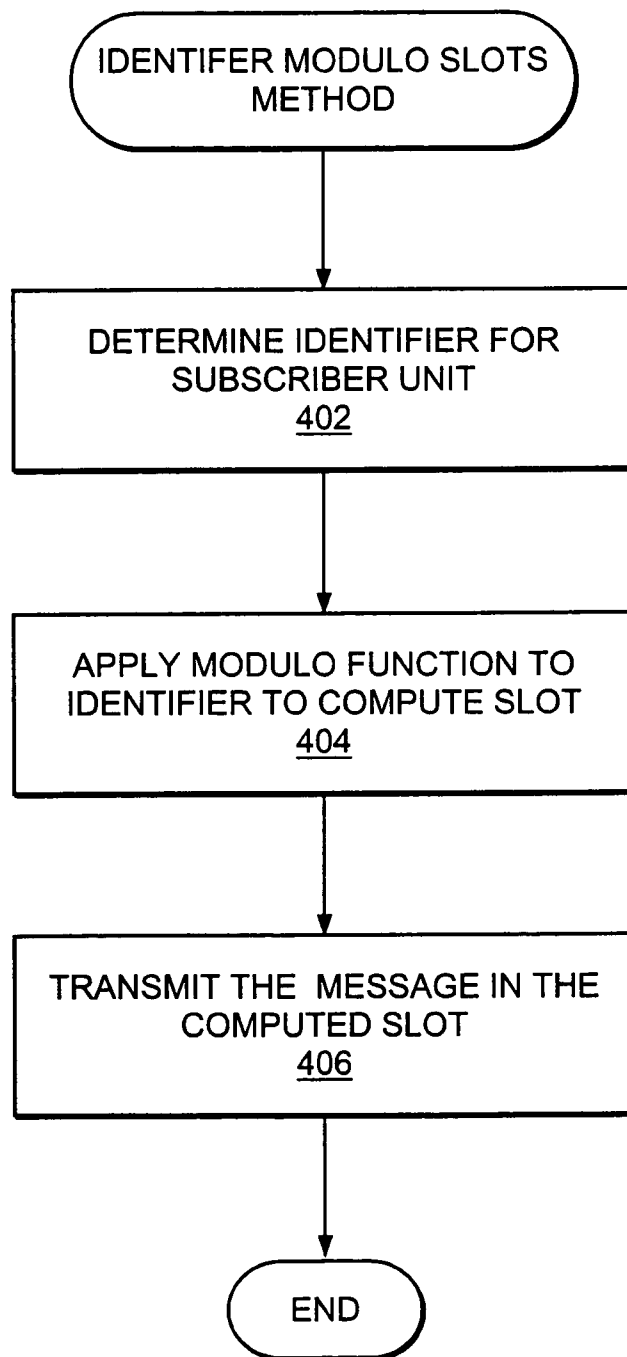 IDENTIFER MODULO SLOTS
METHOD
DETERMINE IDENTIFIER FOR
SUBSCRIBER UNIT
402
APPLY MODULO FUNCTION TO
IDENTIFIER TO COMPUTE SLOT
404
TRANSMIT THE MESSAGE IN THE
COMPUTED SLOT
406
END